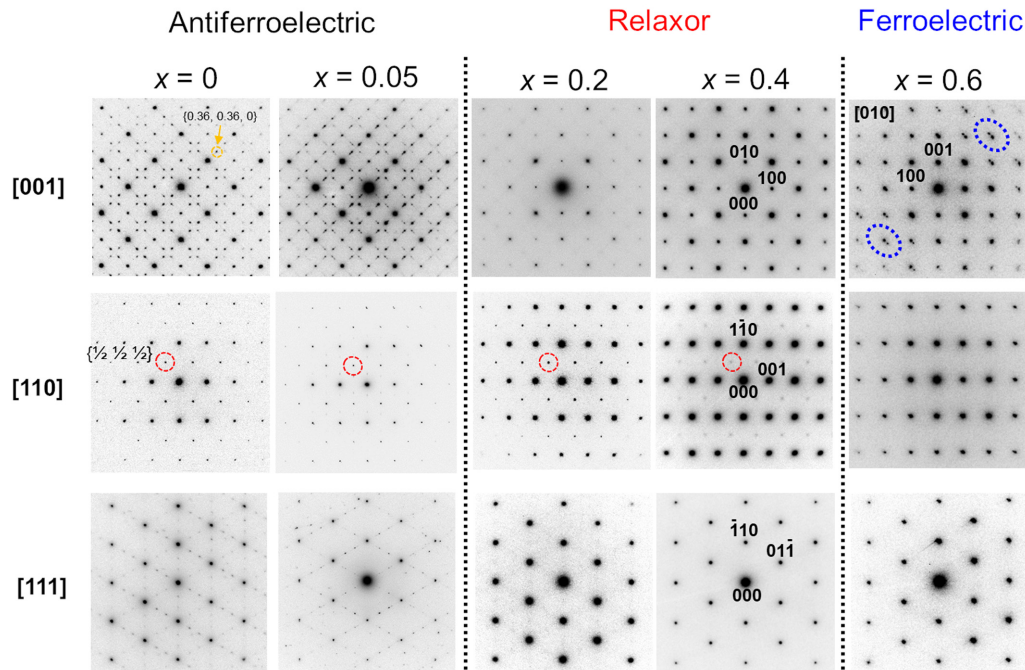 Antiferroelectric Relaxor Ferroelectric
x = 0 x = 0.05 x = 0.2 x = 0.4 x = 0.6
[001] {0.36, 0.36, 0} 010 100 000 [010] 001 100
[110] {½ ½ ½} 11̄0 001 000
[111] 1̄10 011̄ 000